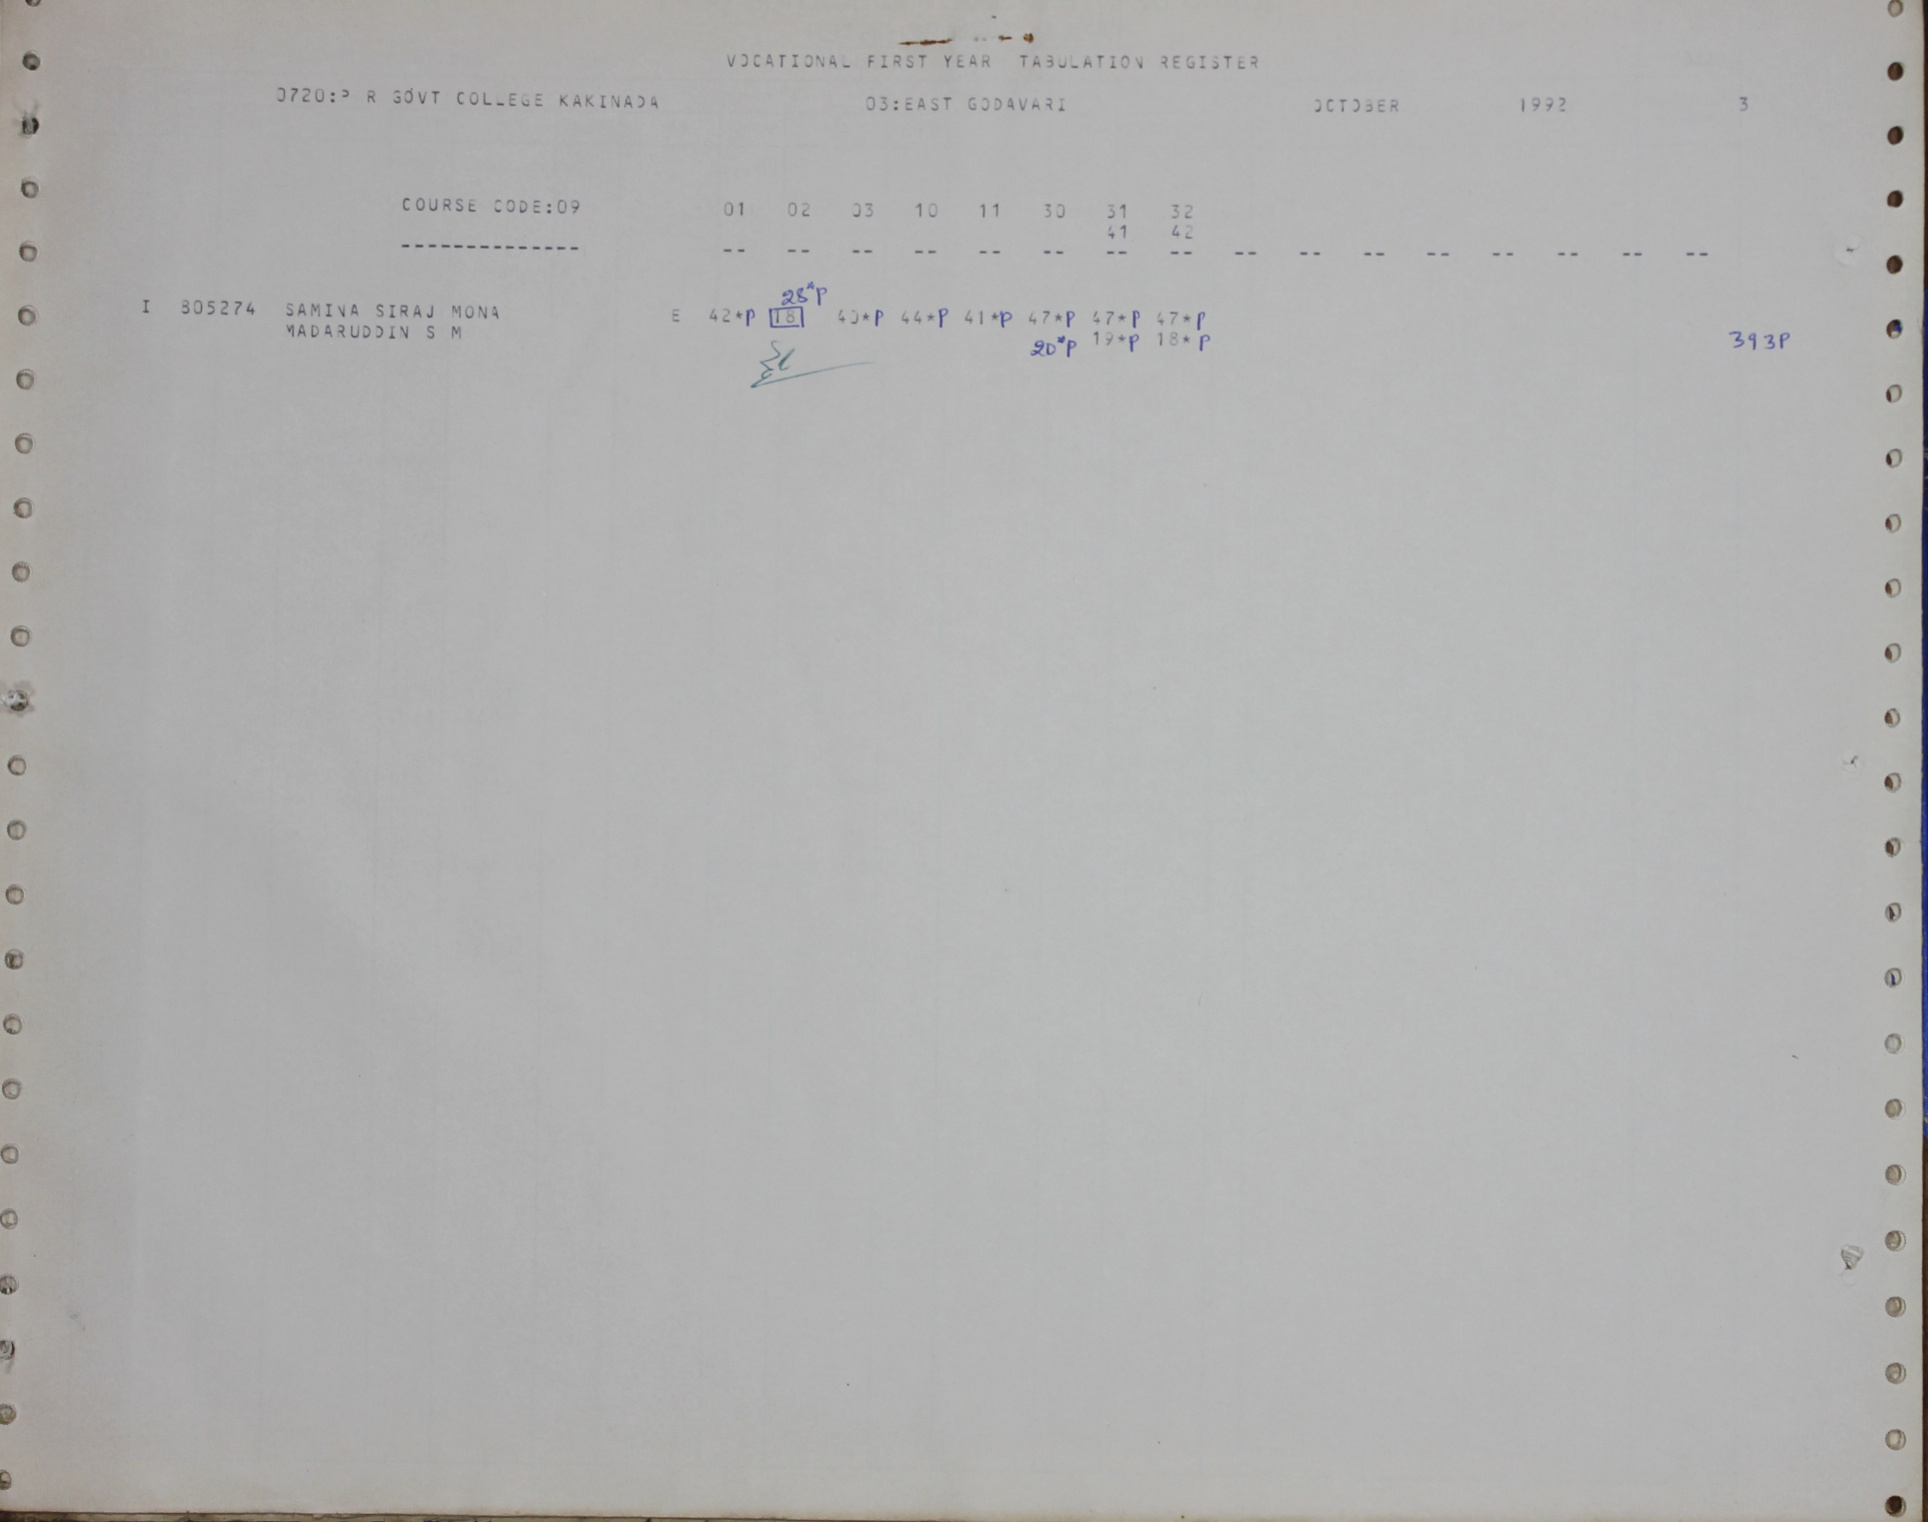 VOCATIONAL FIRST YEAR TABULATION REGISTER
0720:P R GOVT COLLEGE KAKINADA 03:EAST GODAVARI OCTOBER 1992 3
COURSE CODE:09 01 02 03 10 11 30 31 32
41 42
-------------- -- -- -- -- -- -- -- -- -- -- -- -- -- -- -- --
28*P
I 805274 SAMINA SIRAJ MONA E 42*P 18 40*P 44*P 41*P 47*P 47*P 47*P
MADARUDDIN S M 20*P 19*P 18*P 393P